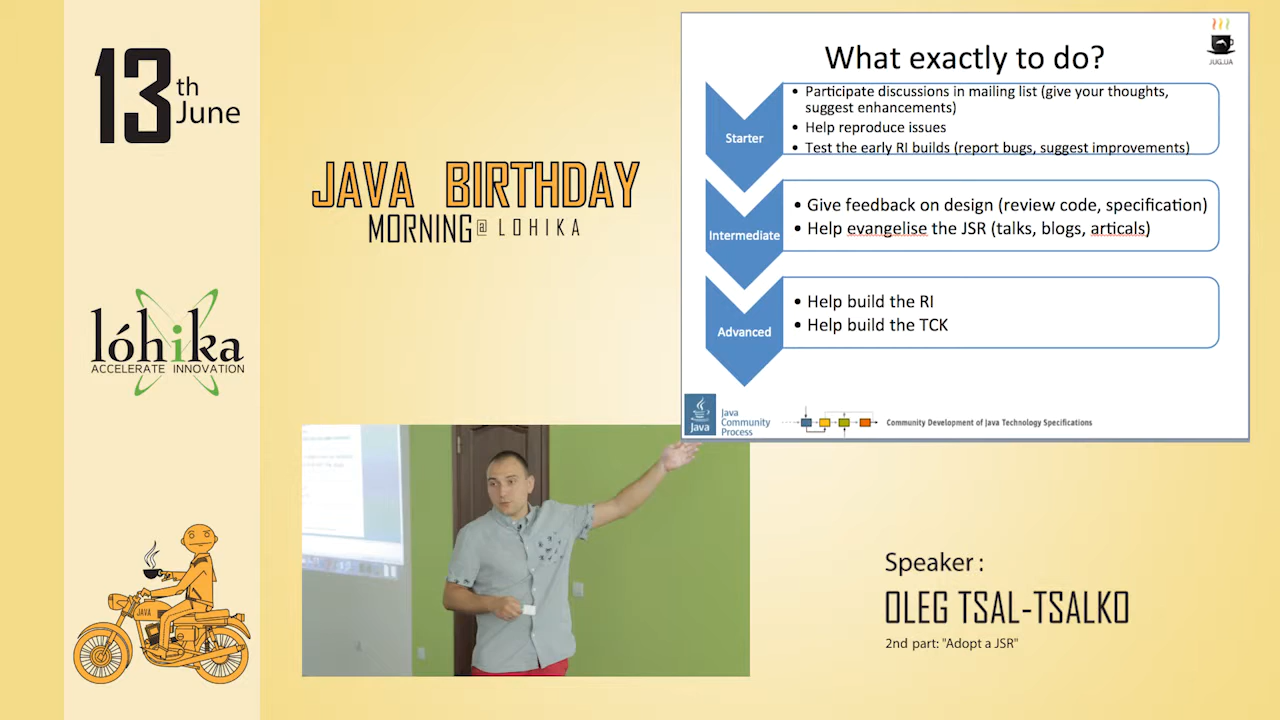 13th
June
JAVA BIRTHDAY
MORNING@LOHIKA
lóhika
ACCELERATE INNOVATION
JAVA
What exactly to do?
JUG.UA
Starter
• Participate discussions in mailing list (give your thoughts,
suggest enhancements)
• Help reproduce issues
• Test the early RI builds (report bugs, suggest improvements)
Intermediate
• Give feedback on design (review code, specification)
• Help evangelise the JSR (talks, blogs, articals)
Advanced
• Help build the RI
• Help build the TCK
Java
Java
Community
Process
Community Development of Java Technology Specifications
Speaker :
OLEG TSAL-TSALKO
2nd part: "Adopt a JSR"